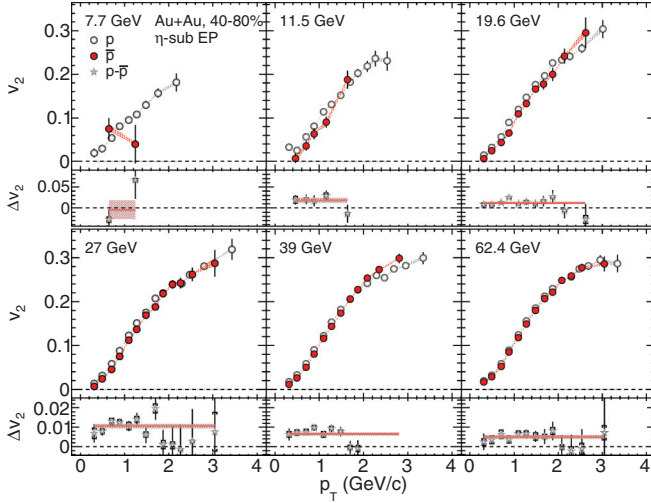 7.7 GeV Au+Au, 40-80% 11.5 GeV 19.6 GeV
η-sub EP
p
p̅
p-p̅
v2
0.3
0.2
0.1
0
Δv2
0.05
0
27 GeV 39 GeV 62.4 GeV
v2
0.3
0.2
0.1
0
Δv2
0.02
0.01
0
0 1 2 3 4 0 1 2 3 4 0 1 2 3 4
pT (GeV/c)